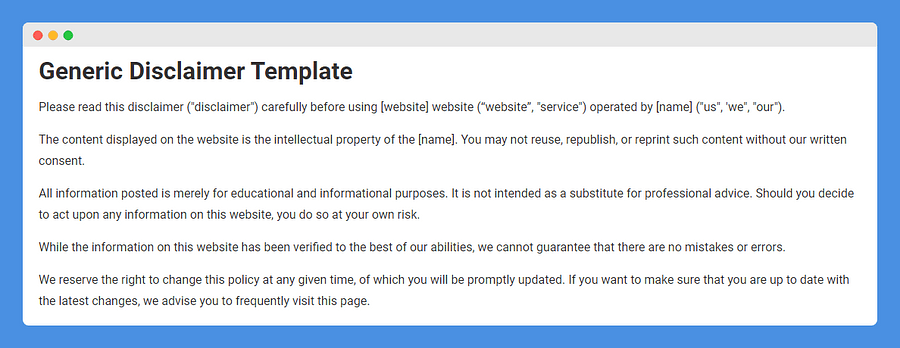 Generic Disclaimer Template
Please read this disclaimer ("disclaimer") carefully before using [website] website (“website”, "service") operated by [name] ("us", 'we", "our").
The content displayed on the website is the intellectual property of the [name]. You may not reuse, republish, or reprint such content without our written
consent.
All information posted is merely for educational and informational purposes. It is not intended as a substitute for professional advice. Should you decide
to act upon any information on this website, you do so at your own risk.
While the information on this website has been verified to the best of our abilities, we cannot guarantee that there are no mistakes or errors.
We reserve the right to change this policy at any given time, of which you will be promptly updated. If you want to make sure that you are up to date with
the latest changes, we advise you to frequently visit this page.